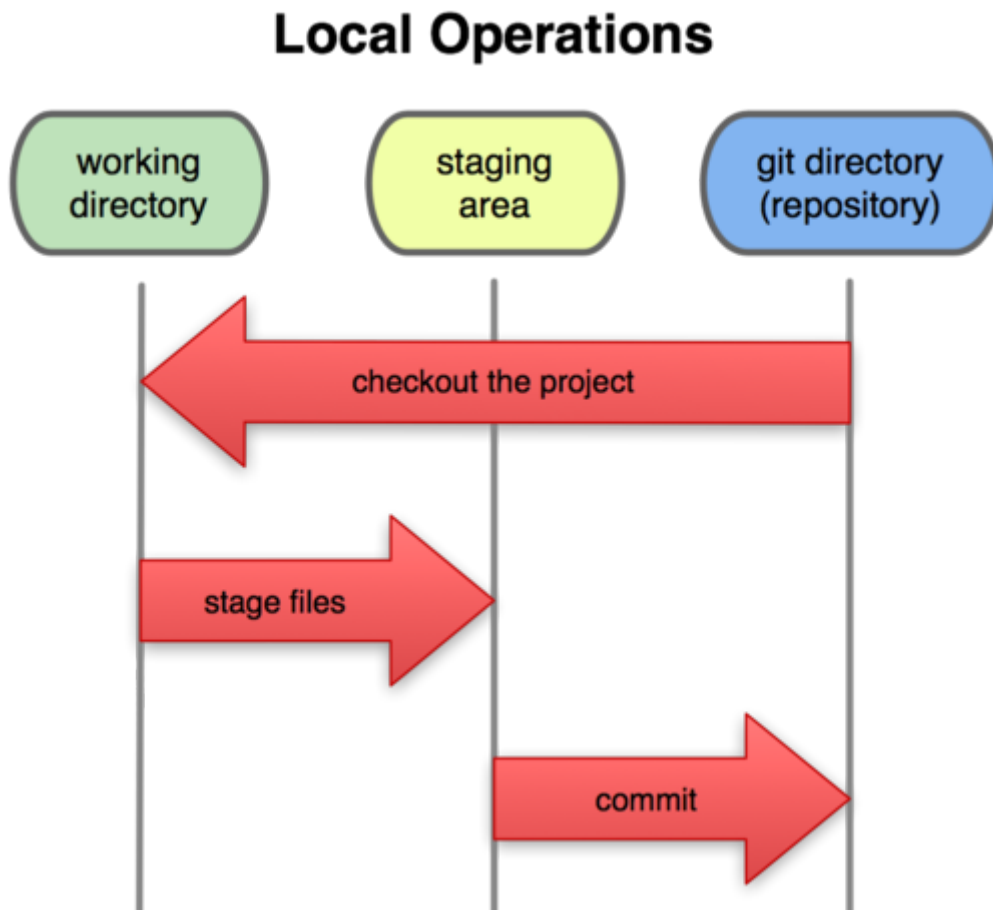 Local Operations
working
directory
staging
area
git directory
(repository)
checkout the project
stage files
commit